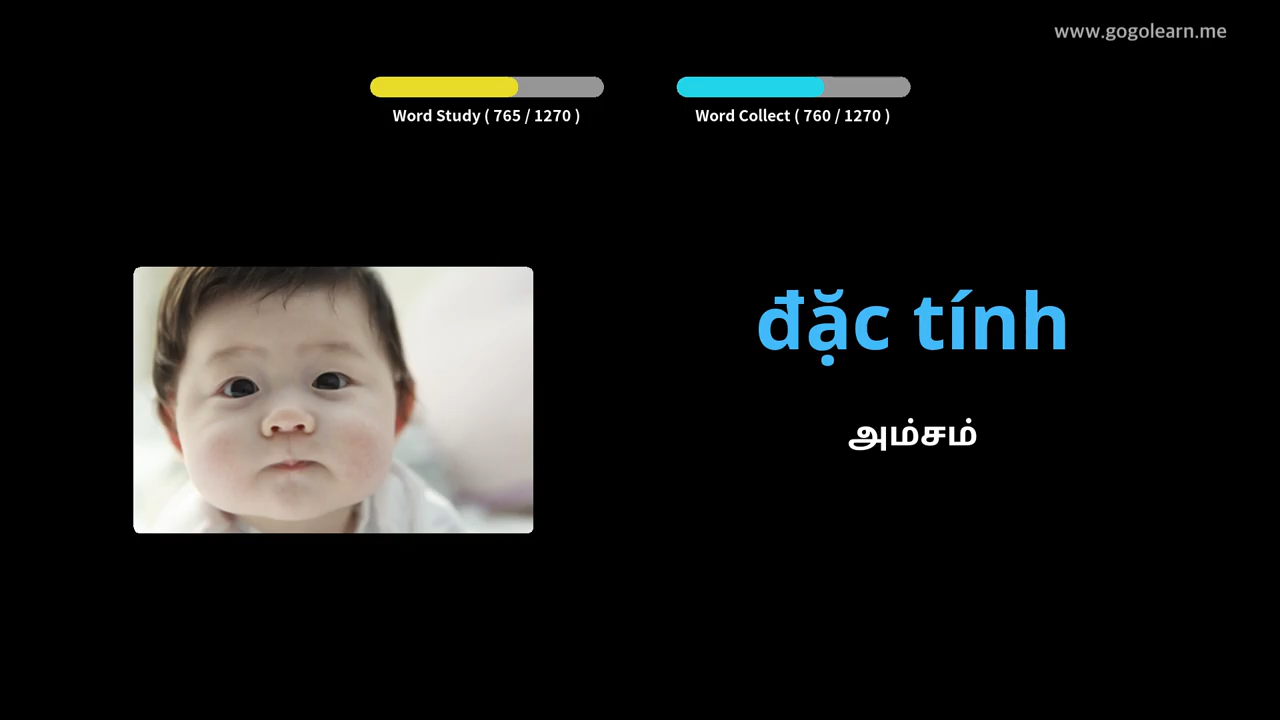 www.gogolearn.me
Word Study ( 765 / 1270 )
Word Collect ( 760 / 1270 )
đặc tính
அம்சம்